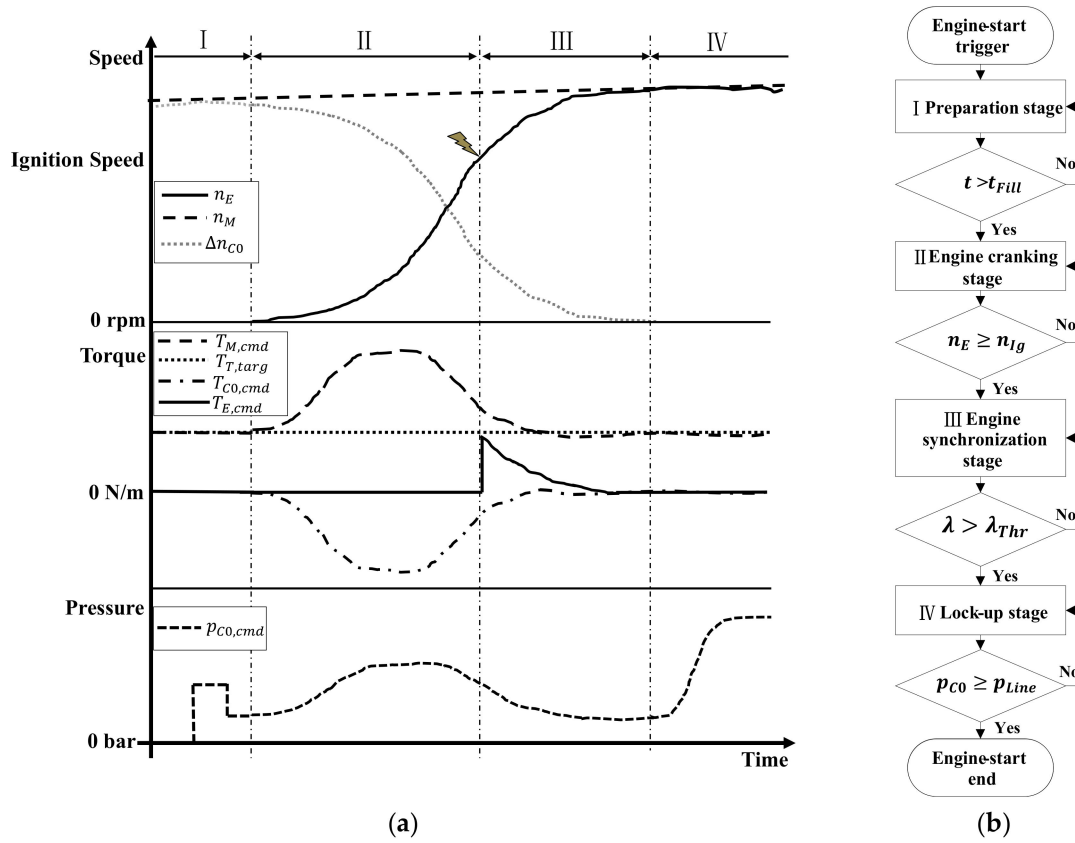 Ⅰ Ⅱ Ⅲ Ⅳ
Speed
Ignition Speed
n_E
n_M
Δn_C0
0 rpm
Torque
T_M,cmd
T_T,targ
T_C0,cmd
T_E,cmd
0 N/m
Pressure
p_C0,cmd
0 bar
Time
(a)
Engine-start
trigger
Ⅰ Preparation stage
No
t >t_Fill
Yes
Ⅱ Engine cranking
stage
No
n_E ≥ n_Ig
Yes
Ⅲ Engine
synchronization
stage
No
λ > λ_Thr
Yes
Ⅳ Lock-up stage
No
p_C0 ≥ p_Line
Yes
Engine-start
end
(b)